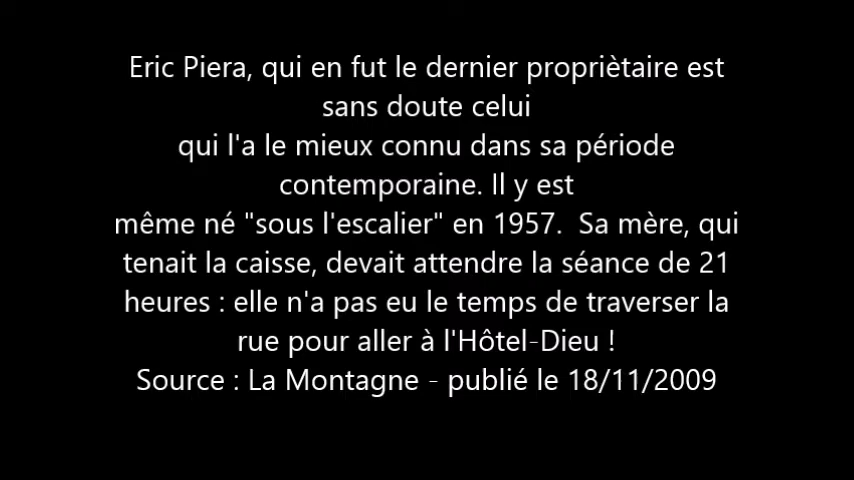 Eric Piera, qui en fut le dernier propriètaire est
sans doute celui
qui l'a le mieux connu dans sa période
contemporaine. Il y est
même né "sous l'escalier" en 1957.  Sa mère, qui
tenait la caisse, devait attendre la séance de 21
heures : elle n'a pas eu le temps de traverser la
rue pour aller à l'Hôtel-Dieu !
Source : La Montagne - publié le 18/11/2009